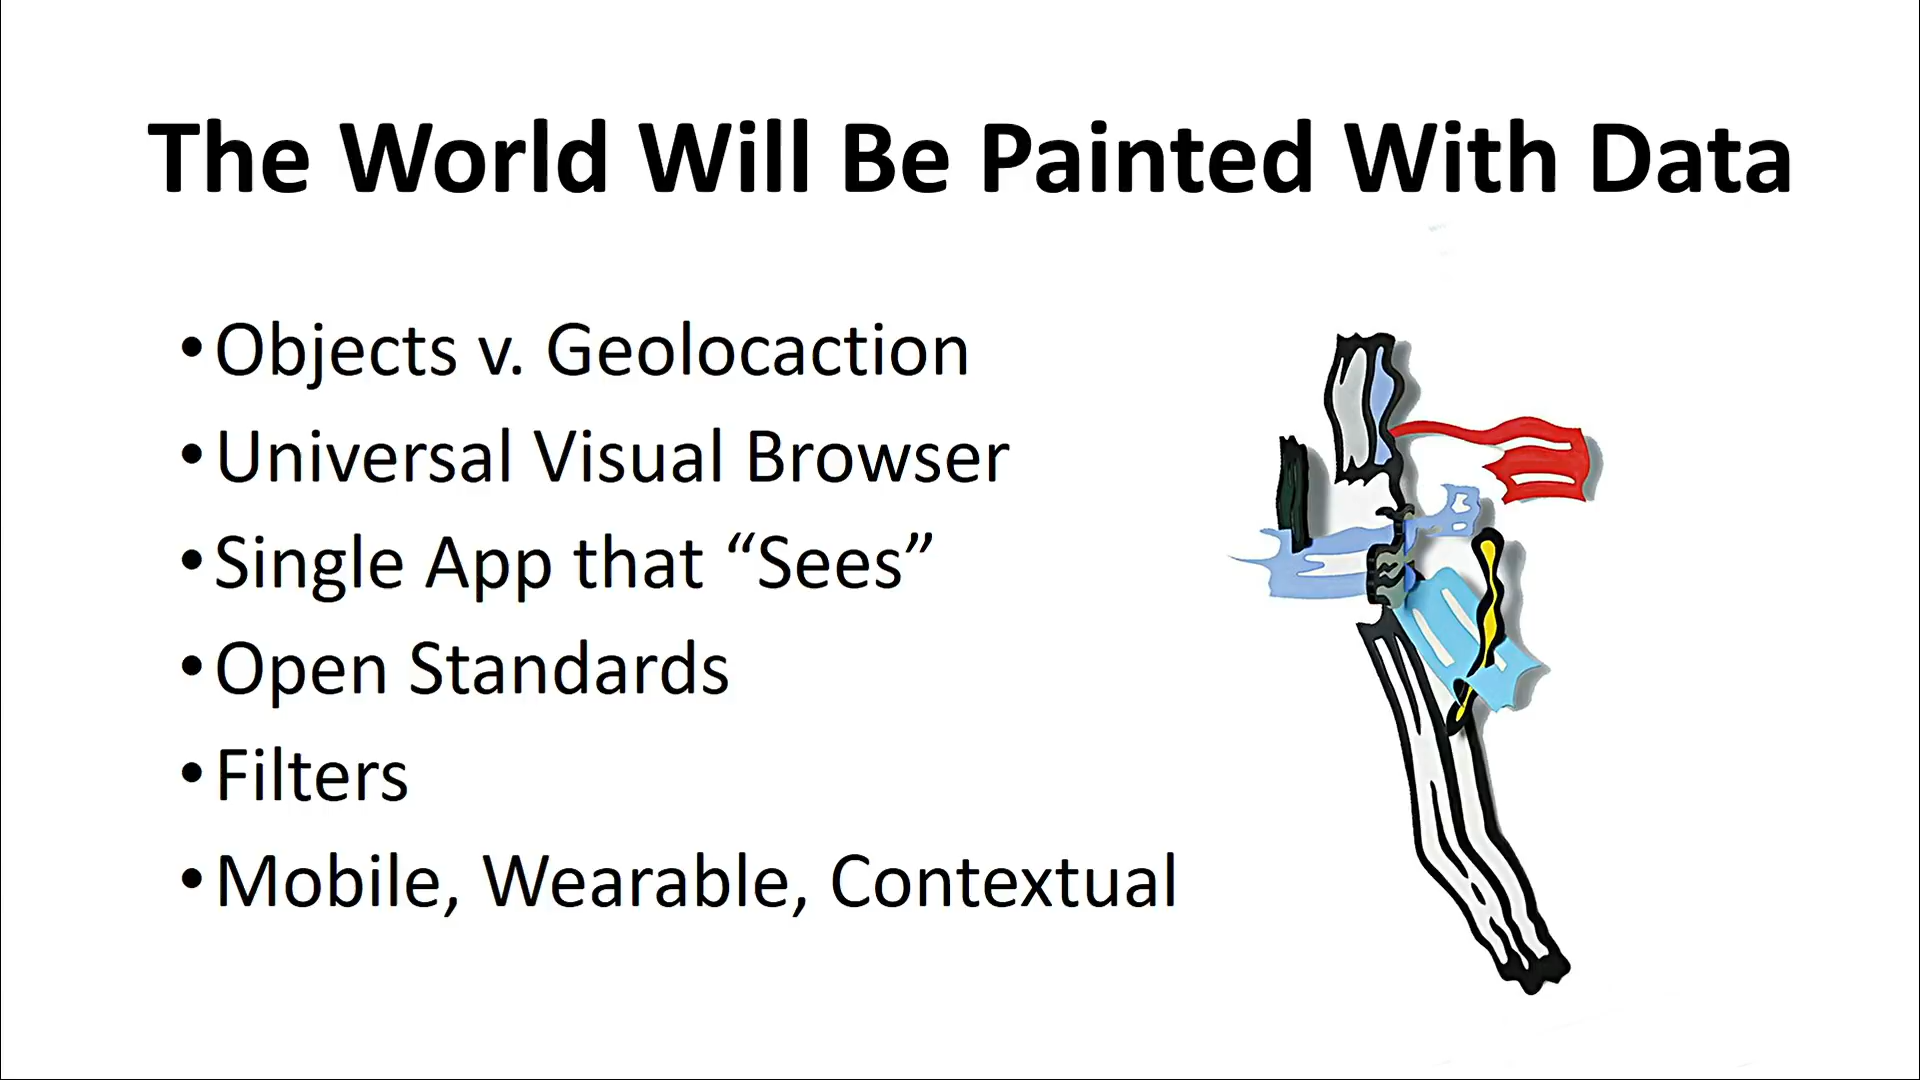 The World Will Be Painted With Data
•Objects v. Geolocaction
•Universal Visual Browser
•Single App that “Sees”
•Open Standards
•Filters
•Mobile, Wearable, Contextual